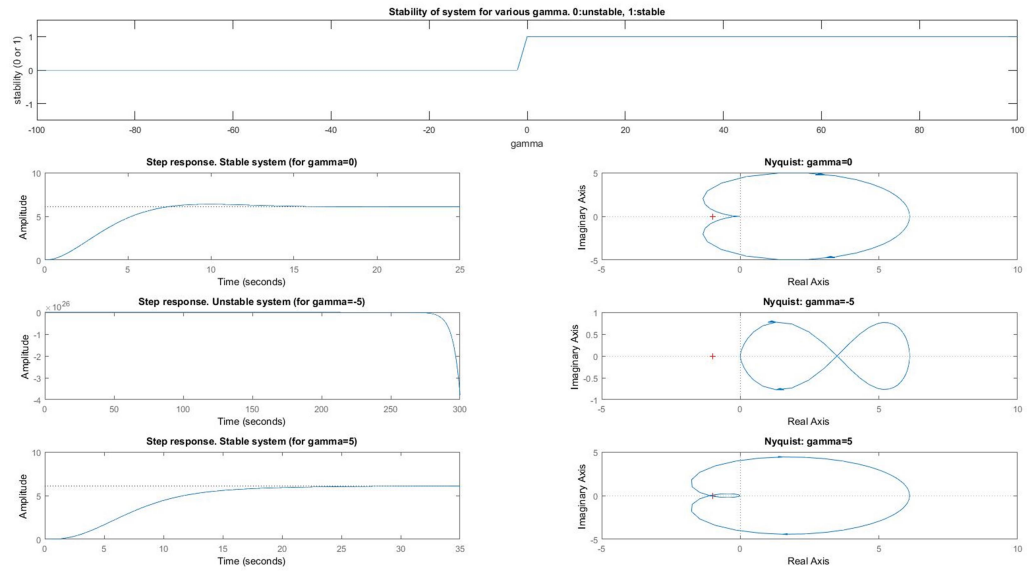 Stability of system for various gamma. 0:unstable, 1:stable
stability (0 or 1)
1
0
-1
-100 -80 -60 -40 -20 0 20 40 60 80 100
gamma
Step response. Stable system (for gamma=0)
Amplitude
10
5
0
0 5 10 15 20 25
Time (seconds)
Nyquist: gamma=0
Imaginary Axis
5
0
-5
-5 0 5 10
Real Axis
Step response. Unstable system (for gamma=-5)
× 10^26
Amplitude
0
-1
-2
-3
-4
0 50 100 150 200 250 300
Time (seconds)
Nyquist: gamma=-5
Imaginary Axis
1
0.5
0
-0.5
-1
-5 0 5 10
Real Axis
Step response. Stable system (for gamma=5)
Amplitude
10
5
0
0 5 10 15 20 25 30 35
Time (seconds)
Nyquist: gamma=5
Imaginary Axis
5
0
-5
-5 0 5 10
Real Axis